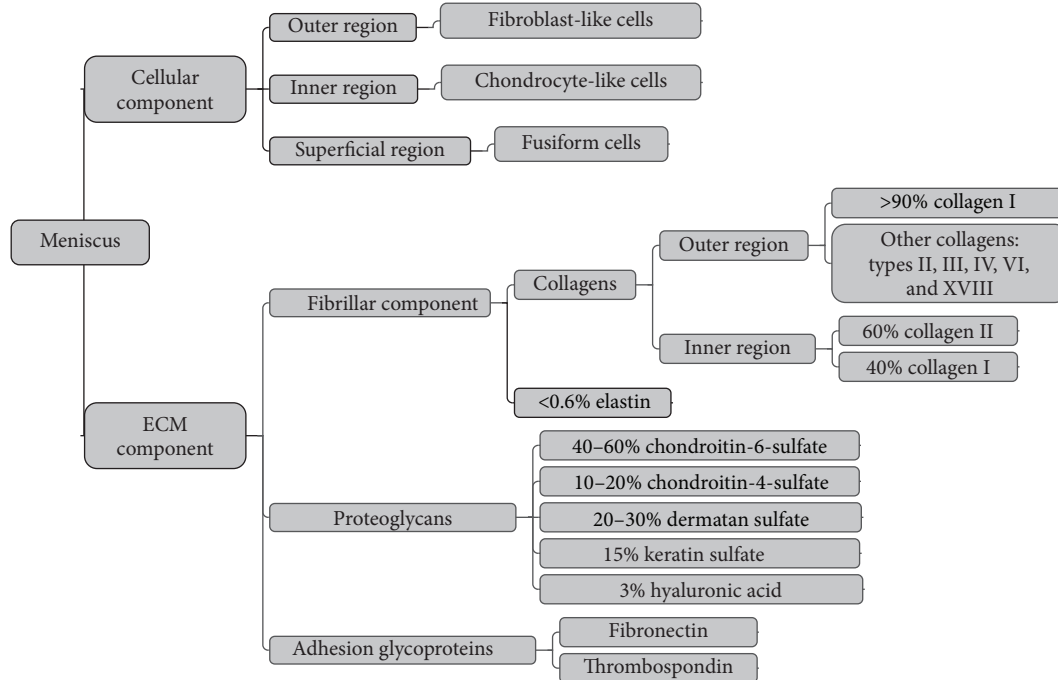 Outer region
Fibroblast-like cells
Cellular
component
Inner region
Chondrocyte-like cells
Superficial region
Fusiform cells
Meniscus
>90% collagen I
Outer region
Other collagens:
types II, III, IV, VI,
and XVIII
Collagens
Fibrillar component
60% collagen II
Inner region
40% collagen I
<0.6% elastin
ECM
component
40–60% chondroitin-6-sulfate
10–20% chondroitin-4-sulfate
Proteoglycans
20–30% dermatan sulfate
15% keratin sulfate
3% hyaluronic acid
Adhesion glycoproteins
Fibronectin
Thrombospondin